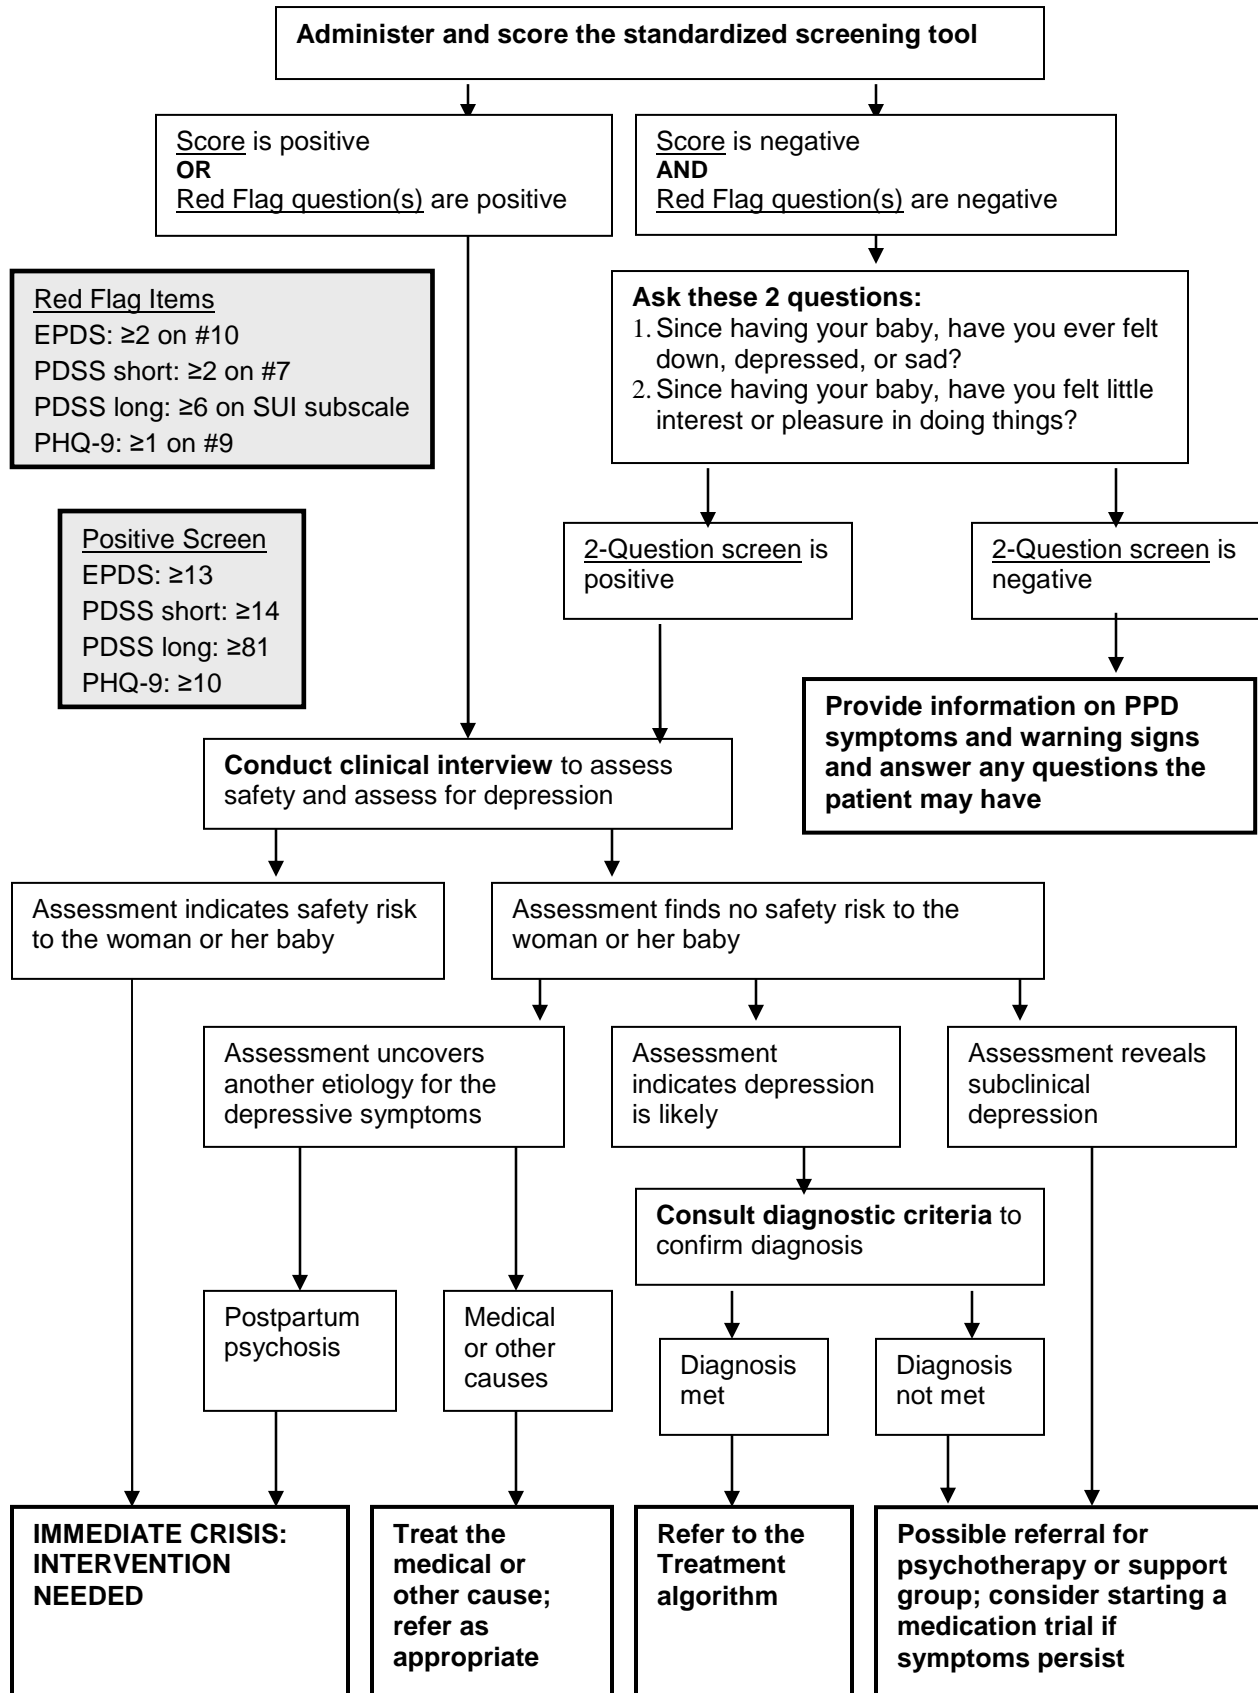 Administer and score the standardized screening tool
Score is positive
OR
Red Flag question(s) are positive
Score is negative
AND
Red Flag question(s) are negative
Red Flag Items
EPDS: ≥2 on #10
PDSS short: ≥2 on #7
PDSS long: ≥6 on SUI subscale
PHQ-9: ≥1 on #9
Ask these 2 questions:
1. Since having your baby, have you ever felt
down, depressed, or sad?
2. Since having your baby, have you felt little
interest or pleasure in doing things?
Positive Screen
EPDS: ≥13
PDSS short: ≥14
PDSS long: ≥81
PHQ-9: ≥10
2-Question screen is
positive
2-Question screen is
negative
Provide information on PPD
symptoms and warning signs
and answer any questions the
patient may have
Conduct clinical interview to assess
safety and assess for depression
Assessment indicates safety risk
to the woman or her baby
Assessment finds no safety risk to the
woman or her baby
Assessment uncovers
another etiology for the
depressive symptoms
Assessment
indicates depression
is likely
Assessment reveals
subclinical
depression
Consult diagnostic criteria to
confirm diagnosis
Postpartum
psychosis
Medical
or other
causes
Diagnosis
met
Diagnosis
not met
IMMEDIATE CRISIS:
INTERVENTION
NEEDED
Treat the
medical or
other cause;
refer as
appropriate
Refer to the
Treatment
algorithm
Possible referral for
psychotherapy or support
group; consider starting a
medication trial if
symptoms persist